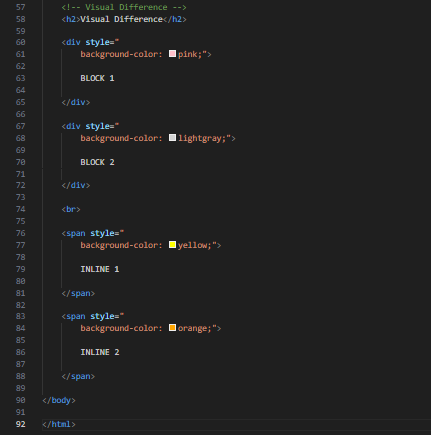 57 <!-- Visual Difference -->
58 <h2>Visual Difference</h2>
59
60 <div style="
61 background-color: pink;">
62
63 BLOCK 1
64
65 </div>
66
67 <div style="
68 background-color: lightgray;">
69
70 BLOCK 2
71
72 </div>
73
74 <br>
75
76 <span style="
77 background-color: yellow;">
78
79 INLINE 1
80
81 </span>
82
83 <span style="
84 background-color: orange;">
85
86 INLINE 2
87
88 </span>
89
90 </body>
91
92 </html>